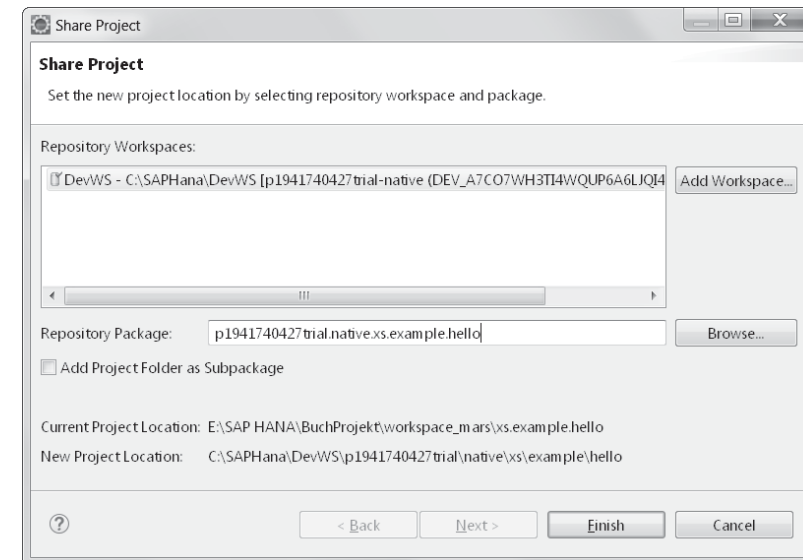 Share Project
Share Project
Set the new project location by selecting repository workspace and package.
Repository Workspaces:
DevWS - C:\SAPHana\DevWS [p1941740427trial-native (DEV_A7CO7WH3TI4WQUP6A6LJQI4
Add Workspace...
Repository Package:
p1941740427trial.native.xs.example.hello
Browse...
Add Project Folder as Subpackage
Current Project Location: E:\SAP HANA\BuchProjekt\workspace_mars\xs.example.hello
New Project Location: C:\SAPHana\DevWS\p1941740427trial\native\xs\example\hello
?
< Back
Next >
Finish
Cancel